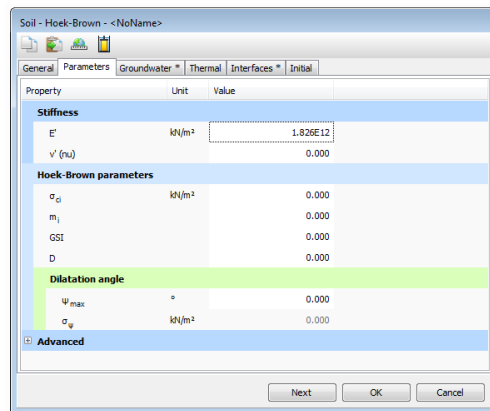 Soil - Hoek-Brown - <NoName>
General Parameters Groundwater * Thermal Interfaces * Initial
Property Unit Value
Stiffness
E' kN/m² 1.826E12
ν' (nu) 0.000
Hoek-Brown parameters
σci kN/m² 0.000
mi 0.000
GSI 0.000
D 0.000
Dilatation angle
Ψmax ° 0.000
σψ kN/m² 0.000
Advanced
Next OK Cancel